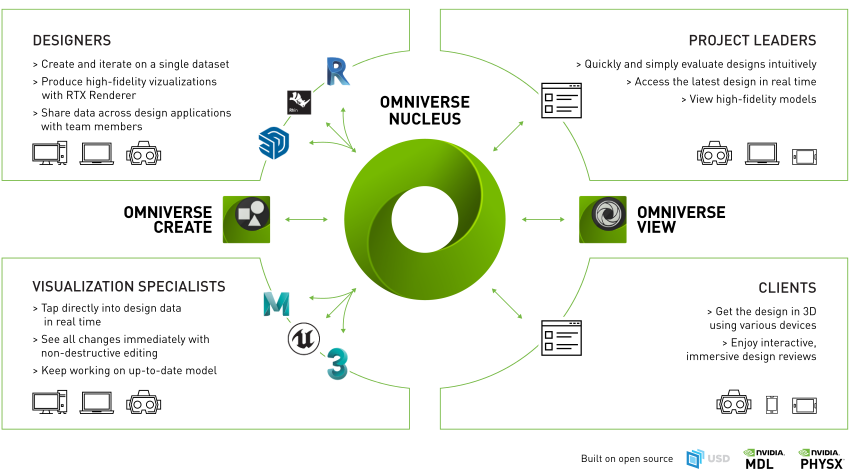 DESIGNERS
> Create and iterate on a single dataset
> Produce high-fidelity vizualizations
with RTX Renderer
> Share data across design applications
with team members
R
OMNIVERSE
NUCLEUS
PROJECT LEADERS
> Quickly and simply evaluate designs intuitively
> Access the latest design in real time
> View high-fidelity models
OMNIVERSE
CREATE
OMNIVERSE
VIEW
VISUALIZATION SPECIALISTS
> Tap directly into design data
in real time
> See all changes immediately with
non-destructive editing
> Keep working on up-to-date model
M
U
3
CLIENTS
> Get the design in 3D
using various devices
> Enjoy interactive,
immersive design reviews
Built on open source
USD
NVIDIA.
MDL
NVIDIA.
PHYSX